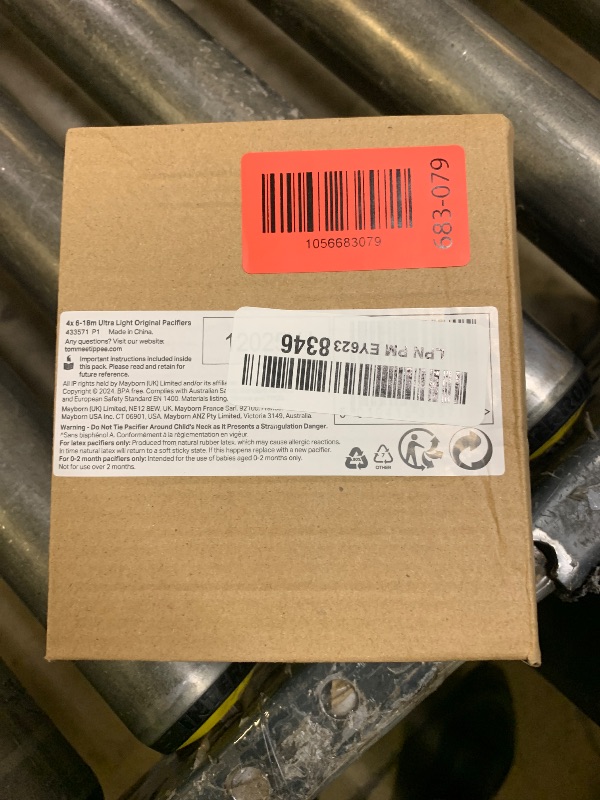 1056683079
683-079
4x 6-18m Ultra Light Original Pacifiers
433571 P1 Made in China.
Any questions? Visit our website:
tommeetippee.com
Important instructions included inside
this pack. Please read and retain for
future reference.
LPN PM EY623 8346
All IP rights held by Mayborn (UK) Limited and/or its
Copyright © 2024. BPA free. Complies with Australian
and European Safety Standard EN 1400. Materials listing
Mayborn (UK) Limited, NE12 8EW, UK. Mayborn France Sarl.
Mayborn USA Inc. CT 06901, USA. Mayborn ANZ Pty Limited, Victoria 3149, Australia.
Warning - Do Not Tie Pacifier Around Child's Neck as it Presents a Strangulation Danger.
^Sans bisphénol A. Conformément à la réglementation en vigeur.
For latex pacifiers only: Produced from natural rubber latex, which may cause allergic reactions.
In time natural latex will return to a soft sticky state. If this happens replace with a new pacifier.
For 0-2 month pacifiers only: Intended for the use of babies aged 0-2 months only.
Not for use over 2 months.
7
OTHER